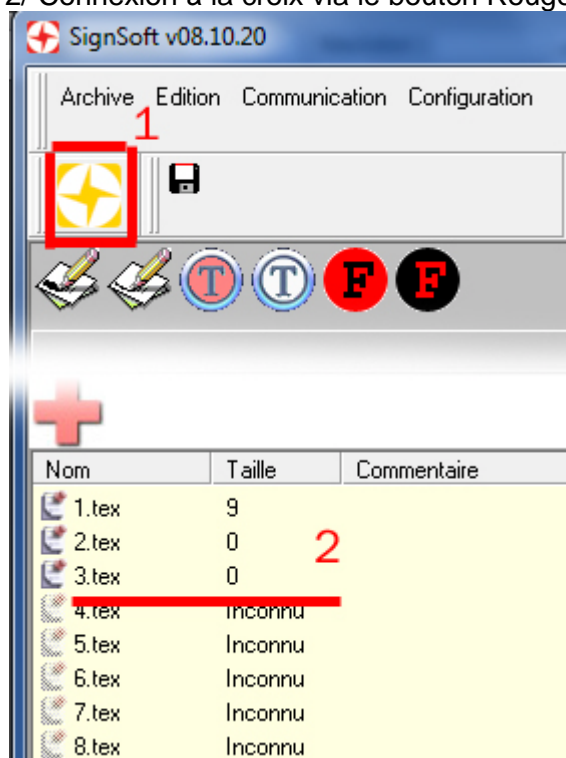 2/ Connexion à la croix via le bouton Rouge
SignSoft v08.10.20
Archive Edition Communication Configuration
1
T T F F
Nom Taille Commentaire
1.tex 9
2.tex 0
2
3.tex 0
4.tex Inconnu
5.tex Inconnu
6.tex Inconnu
7.tex Inconnu
8.tex Inconnu